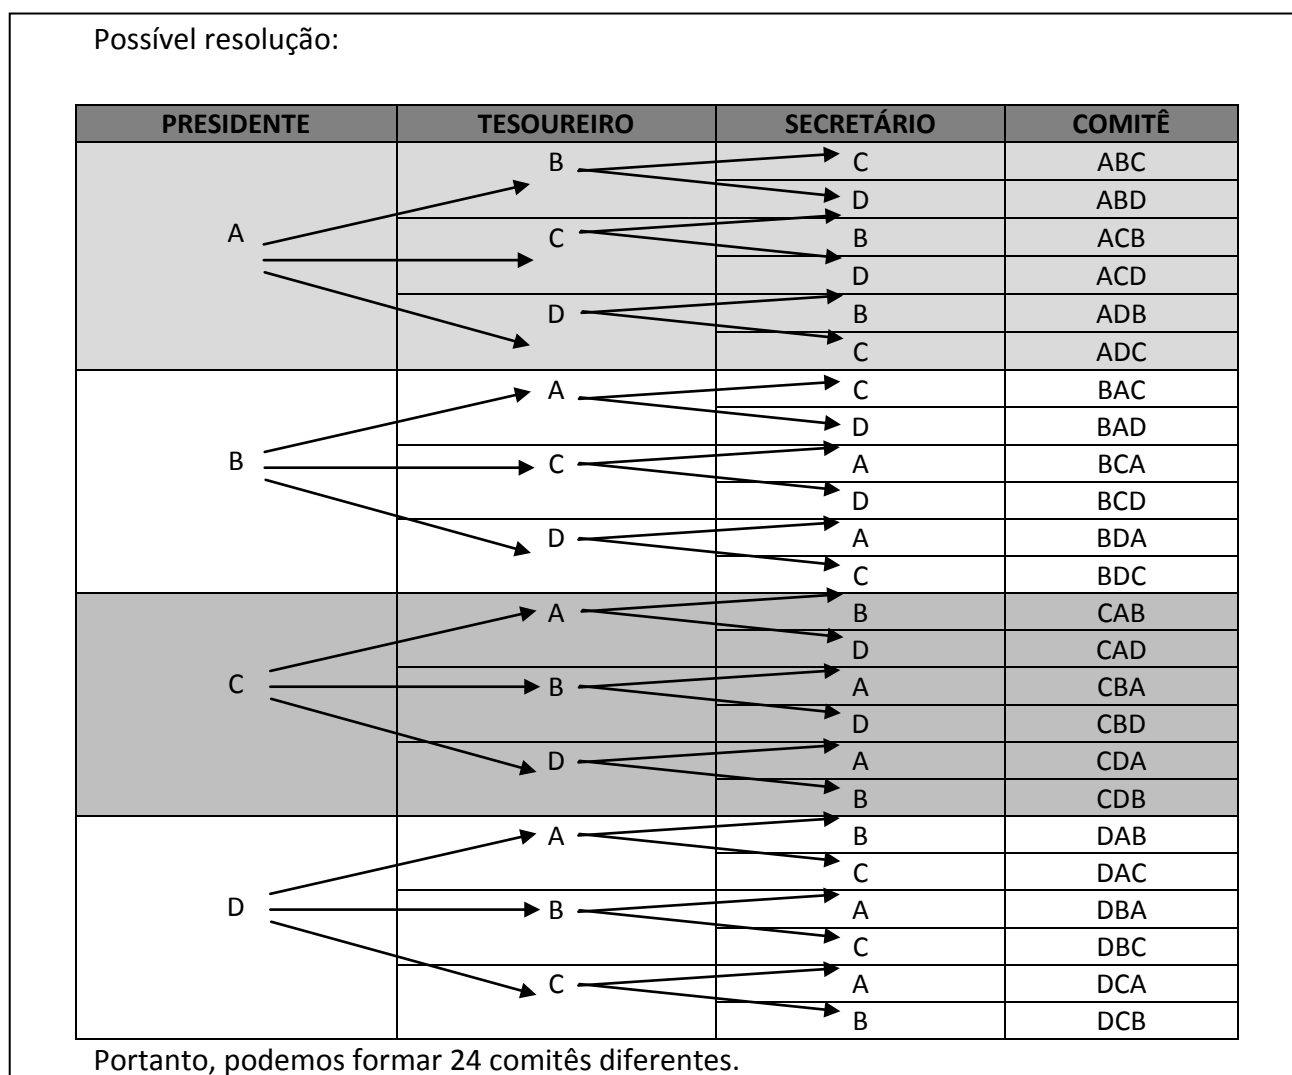 Possível resolução:
PRESIDENTE TESOUREIRO SECRETÁRIO COMITÊ
B C ABC
D ABD
A C B ACB
D ACD
D B ADB
C ADC
A C BAC
D BAD
B C A BCA
D BCD
D A BDA
C BDC
A B CAB
D CAD
C B A CBA
D CBD
D A CDA
B CDB
A B DAB
C DAC
D B A DBA
C DBC
C A DCA
B DCB
Portanto, podemos formar 24 comitês diferentes.